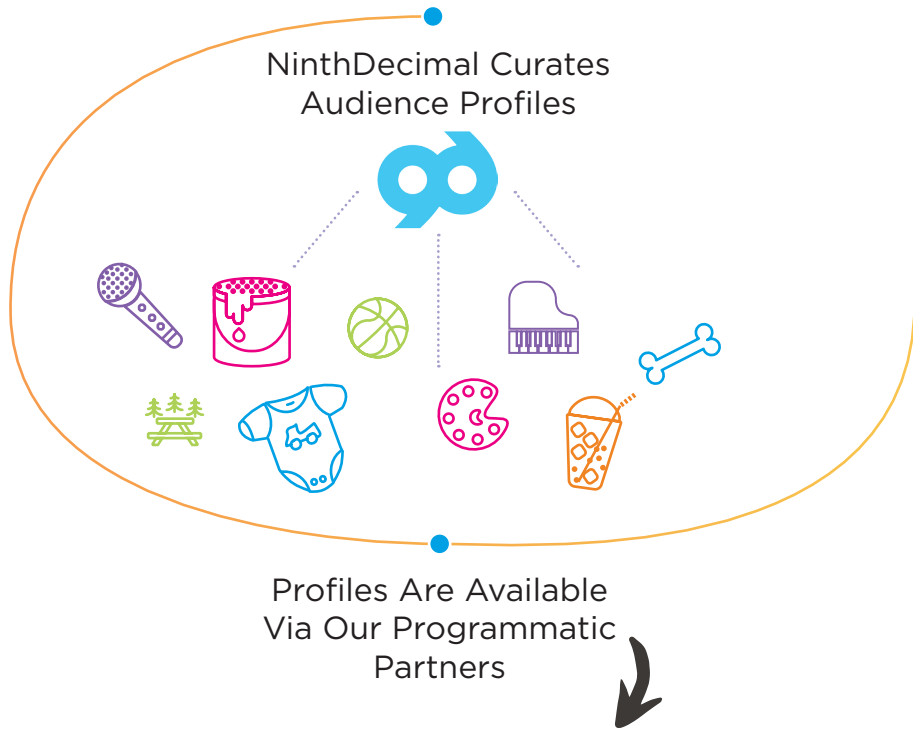 NinthDecimal Curates
Audience Profiles
Profiles Are Available
Via Our Programmatic
Partners